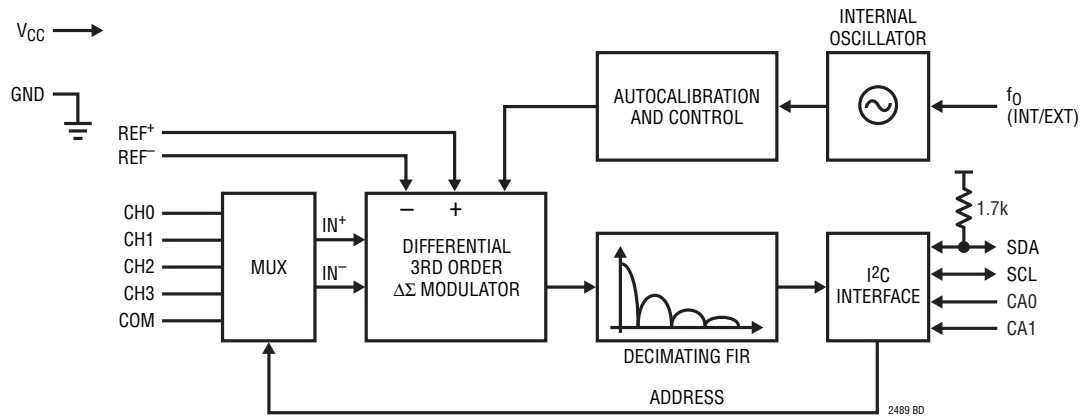 INTERNAL
OSCILLATOR
VCC
GND
AUTOCALIBRATION
AND CONTROL
fO
(INT/EXT)
REF+
REF–
1.7k
– +
CH0
CH1
CH2
CH3
COM
MUX
IN+
IN–
DIFFERENTIAL
3RD ORDER
ΔΣ MODULATOR
DECIMATING FIR
I2C
INTERFACE
SDA
SCL
CA0
CA1
ADDRESS
2489 BD